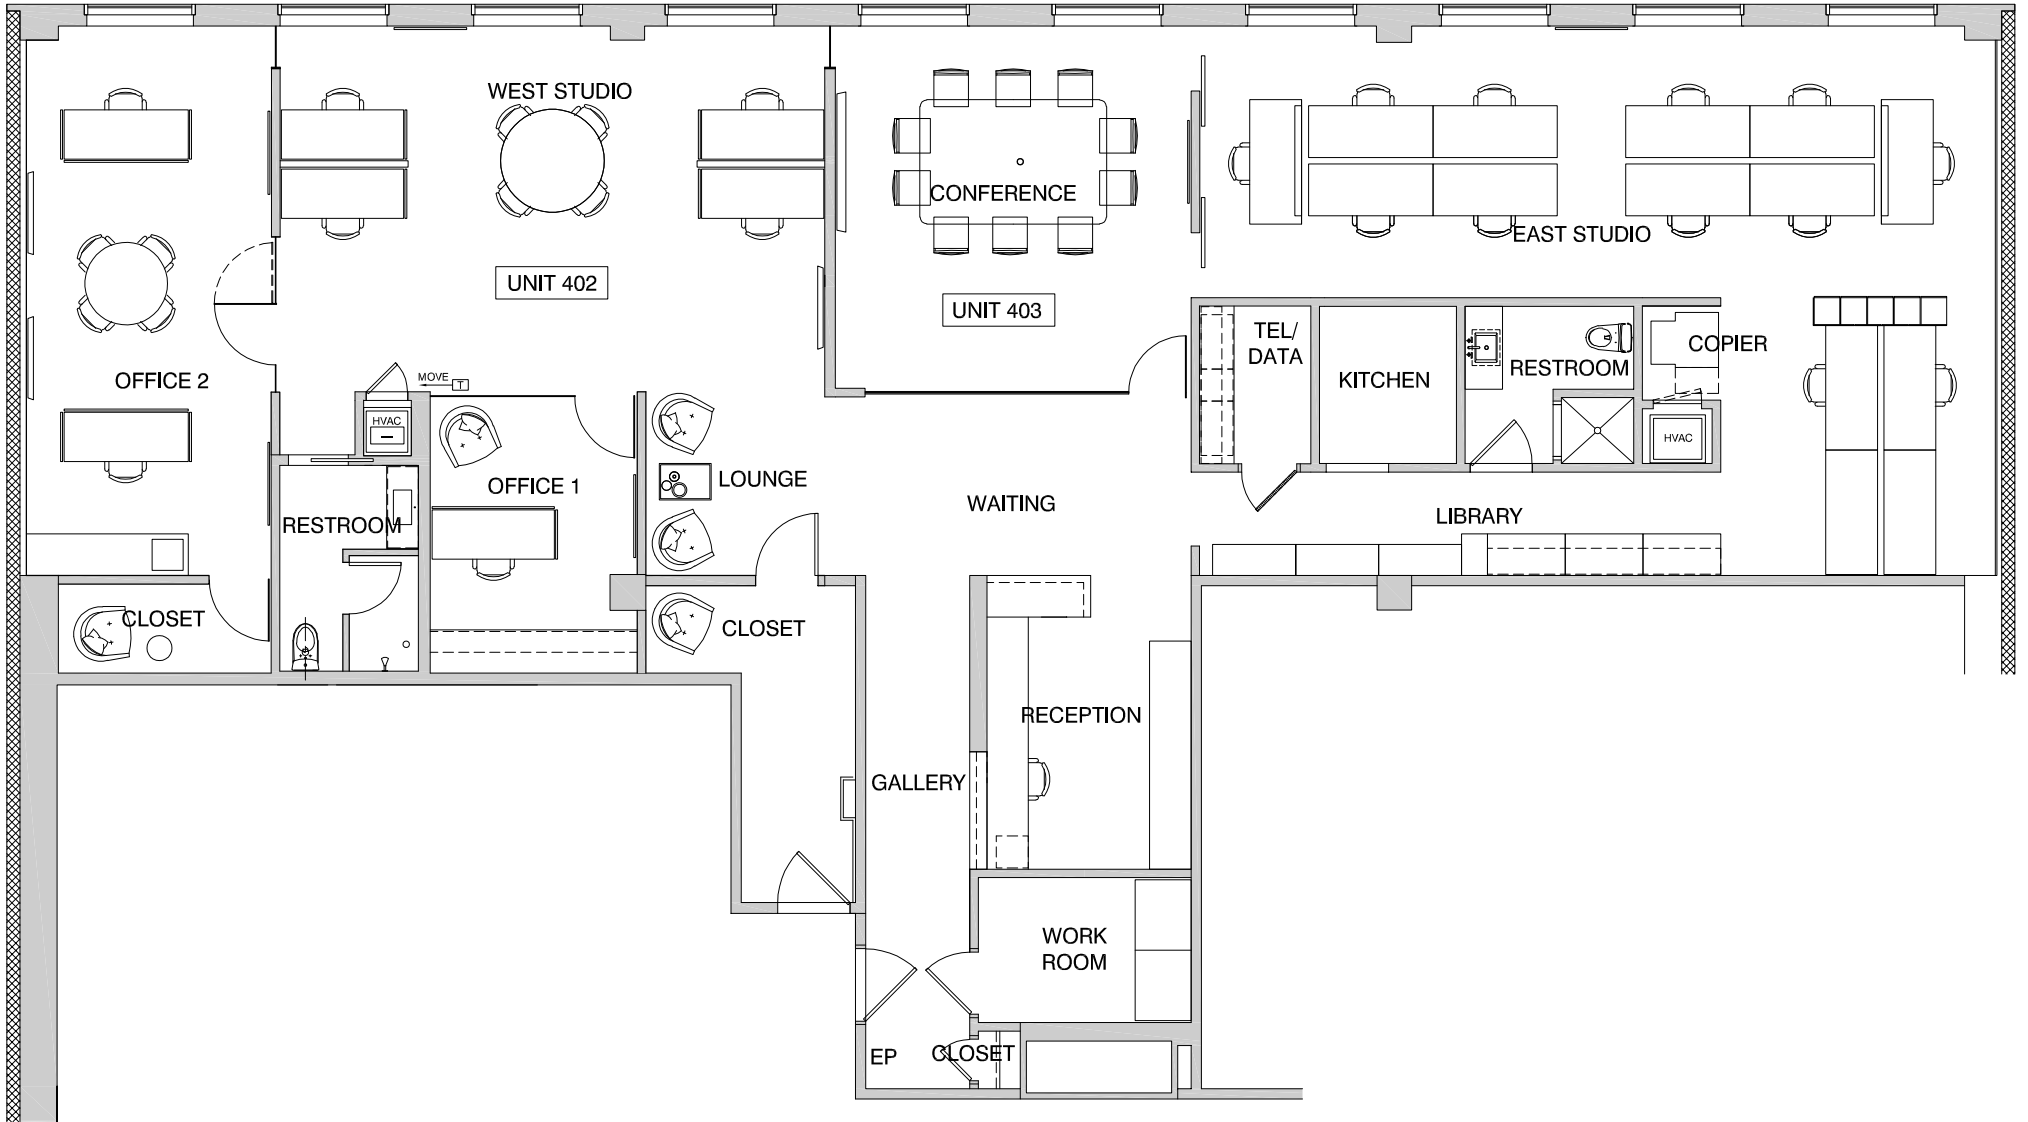 WEST STUDIO
CONFERENCE
EAST STUDIO
UNIT 402
UNIT 403
TEL/
DATA
KITCHEN
RESTROOM
COPIER
OFFICE 2
MOVE
T
HVAC
HVAC
OFFICE 1
LOUNGE
WAITING
LIBRARY
RESTROOM
CLOSET
CLOSET
RECEPTION
GALLERY
WORK
ROOM
EP
CLOSET